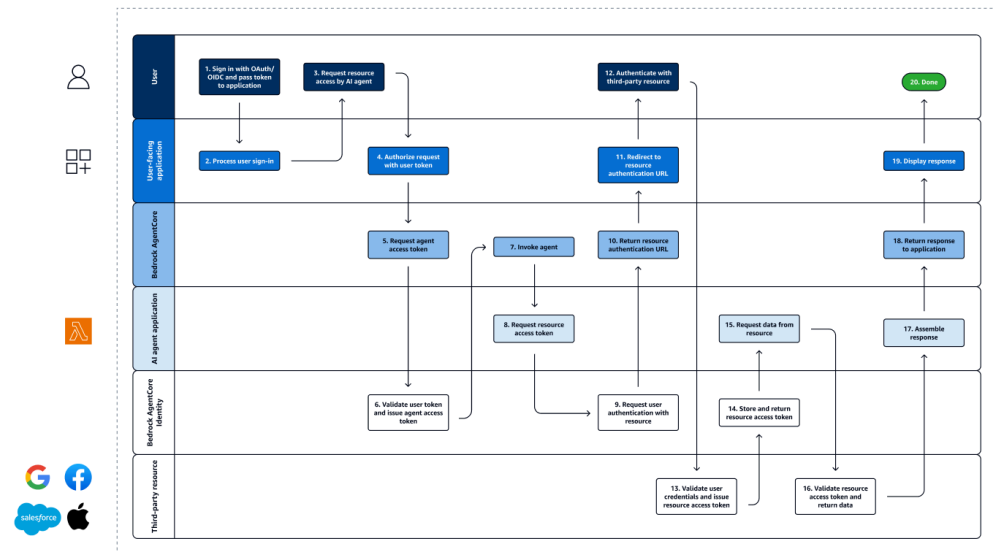 User
1. Sign in with OAuth/
OIDC and pass token
to application
3. Request resource
access by AI agent
12. Authenticate with
third-party resource
20. Done
User-facing
application
2. Process user sign-in
4. Authorize request
with user token
11. Redirect to
resource
authentication URL
19. Display response
Bedrock AgentCore
5. Request agent
access token
7. Invoke agent
10. Return resource
authentication URL
18. Return response
to application
AI agent application
8. Request resource
access token
15. Request data from
resource
17. Assemble
response
Bedrock AgentCore
Identity
6. Validate user token
and issue agent access
token
9. Request user
authentication with
resource
14. Store and return
resource access token
Third-party resource
13. Validate user
credentials and issue
resource access token
16. Validate resource
access token and
return data
salesforce